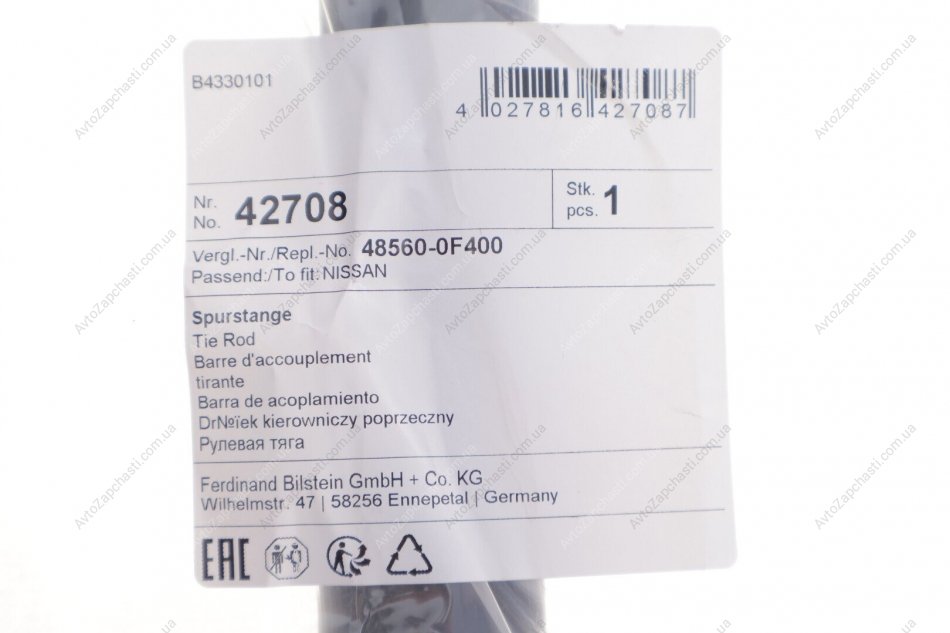 B4330101
4 027816 427087
Nr.
No. 42708
Stk.
pcs. 1
Vergl.-Nr./Repl.-No. 48560-0F400
Passend:/To fit: NISSAN
Spurstange
Tie Rod
Barre d'accouplement
tirante
Barra de acoplamiento
Dr№ïek kierowniczy poprzeczny
Рулевая тяга
Ferdinand Bilstein GmbH + Co. KG
Wilhelmstr. 47 | 58256 Ennepetal | Germany
EAC
AvtoZapchasti.com.ua